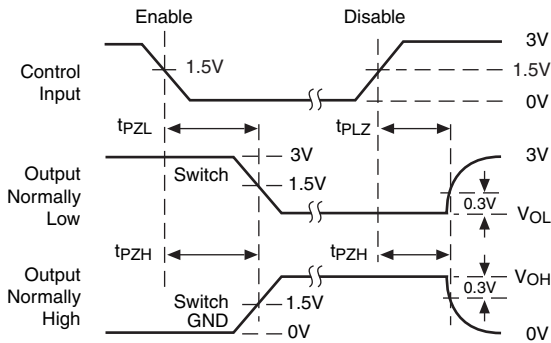 Enable Disable
3V
Control Input 1.5V 1.5V
0V
tPZL tPLZ
3V 3V
Output Normally Low Switch 1.5V 0.3V
VOL
tPZH tPZH
Output Normally High VOH
0.3V
Switch GND 1.5V
0V 0V